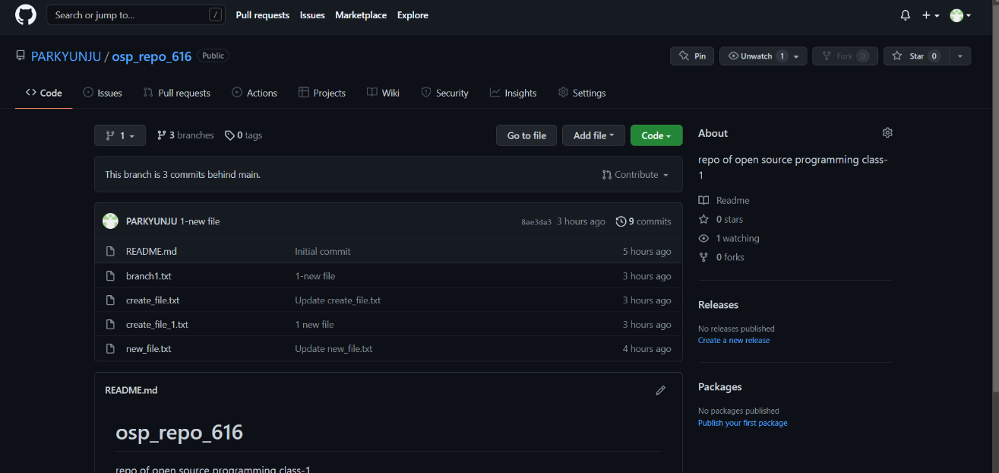 Search or jump to... / Pull requests Issues Marketplace Explore
PARKYUNJU / osp_repo_616 Public Pin Unwatch 1 Fork 0 Star 0
Code Issues Pull requests Actions Projects Wiki Security Insights Settings
1 3 branches 0 tags Go to file Add file Code
This branch is 3 commits behind main. Contribute
PARKYUNJU 1-new file 8ae3da3 3 hours ago 9 commits
README.md Initial commit 5 hours ago
branch1.txt 1-new file 3 hours ago
create_file.txt Update create_file.txt 3 hours ago
create_file_1.txt 1 new file 3 hours ago
new_file.txt Update new_file.txt 4 hours ago
README.md
osp_repo_616
repo of open source programming class-1
About
repo of open source programming class-
1
Readme
0 stars
1 watching
0 forks
Releases
No releases published
Create a new release
Packages
No packages published
Publish your first package